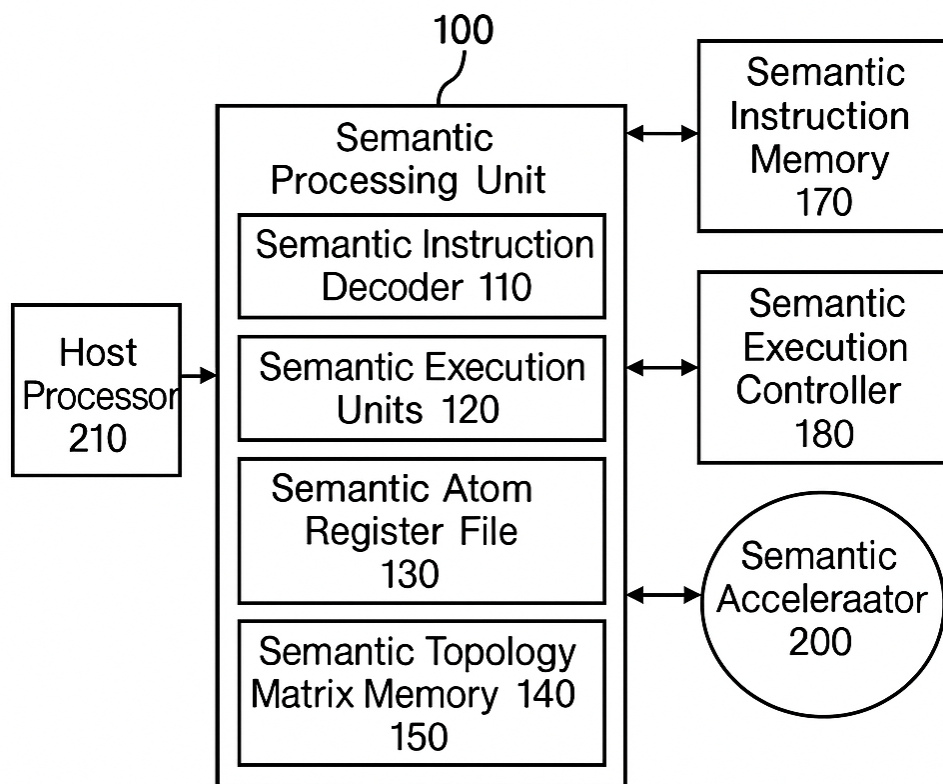 100
Semantic
Processing Unit
Semantic Instruction
Decoder 110
Semantic Execution
Units 120
Semantic Atom
Register File
130
Semantic Topology
Matrix Memory 140
150
Host
Processor
210
Semantic
Instruction
Memory
170
Semantic
Execution
Controller
180
Semantic
Acceleraator
200